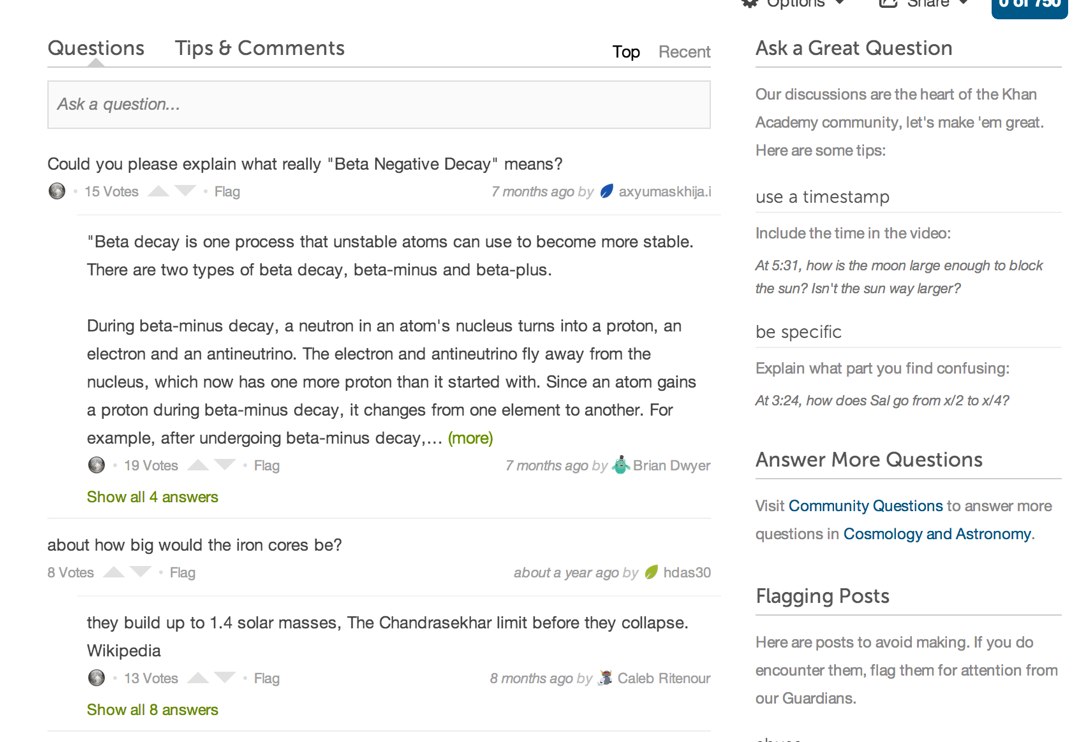 Options
Share
0 of 750
Questions
Tips & Comments
Top
Recent
Ask a question...
Could you please explain what really "Beta Negative Decay" means?
15 Votes
Flag
7 months ago by axyumaskhija.i
"Beta decay is one process that unstable atoms can use to become more stable.
There are two types of beta decay, beta-minus and beta-plus.
During beta-minus decay, a neutron in an atom's nucleus turns into a proton, an
electron and an antineutrino. The electron and antineutrino fly away from the
nucleus, which now has one more proton than it started with. Since an atom gains
a proton during beta-minus decay, it changes from one element to another. For
example, after undergoing beta-minus decay,... (more)
19 Votes
Flag
7 months ago by Brian Dwyer
Show all 4 answers
about how big would the iron cores be?
8 Votes
Flag
about a year ago by hdas30
they build up to 1.4 solar masses, The Chandrasekhar limit before they collapse.
Wikipedia
13 Votes
Flag
8 months ago by Caleb Ritenour
Show all 8 answers
Ask a Great Question
Our discussions are the heart of the Khan
Academy community, let's make 'em great.
Here are some tips:
use a timestamp
Include the time in the video:
At 5:31, how is the moon large enough to block
the sun? Isn't the sun way larger?
be specific
Explain what part you find confusing:
At 3:24, how does Sal go from x/2 to x/4?
Answer More Questions
Visit Community Questions to answer more
questions in Cosmology and Astronomy.
Flagging Posts
Here are posts to avoid making. If you do
encounter them, flag them for attention from
our Guardians.